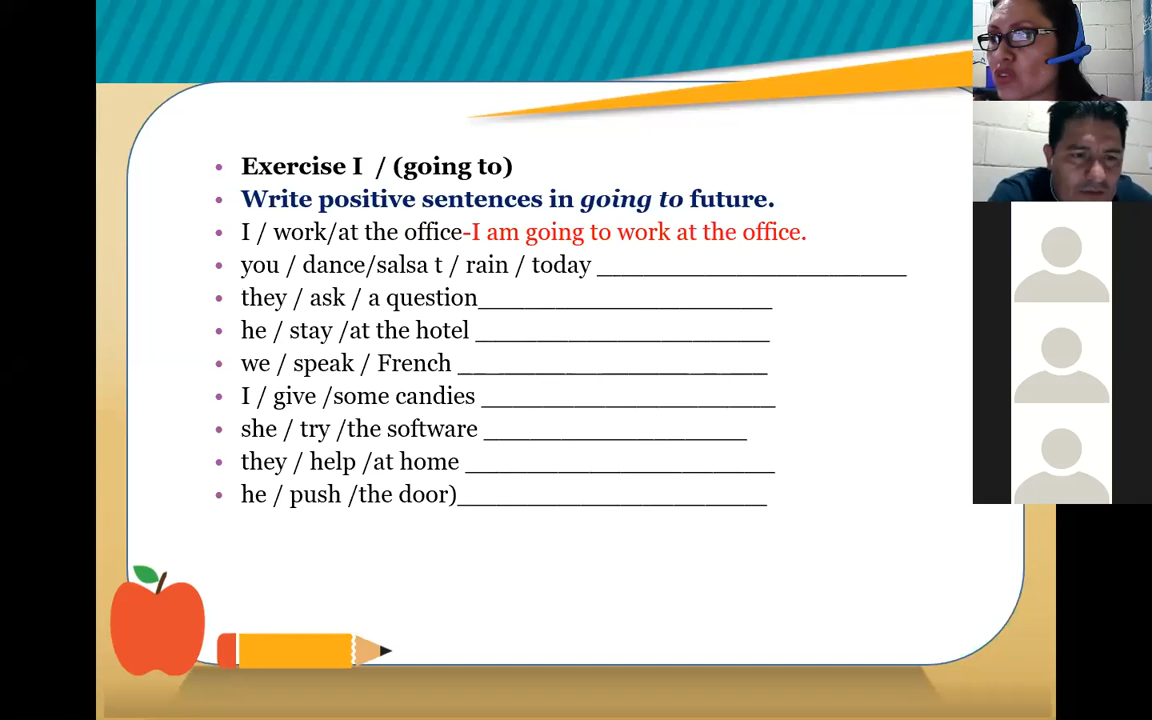 Exercise I / (going to)
Write positive sentences in going to future.
I / work/at the office-I am going to work at the office.
you / dance/salsa t / rain / today ________________________
they / ask / a question_______________________
he / stay /at the hotel _______________________
we / speak / French ________________________
I / give /some candies _______________________
she / try /the software ____________________
they / help /at home ________________________
he / push /the door)________________________